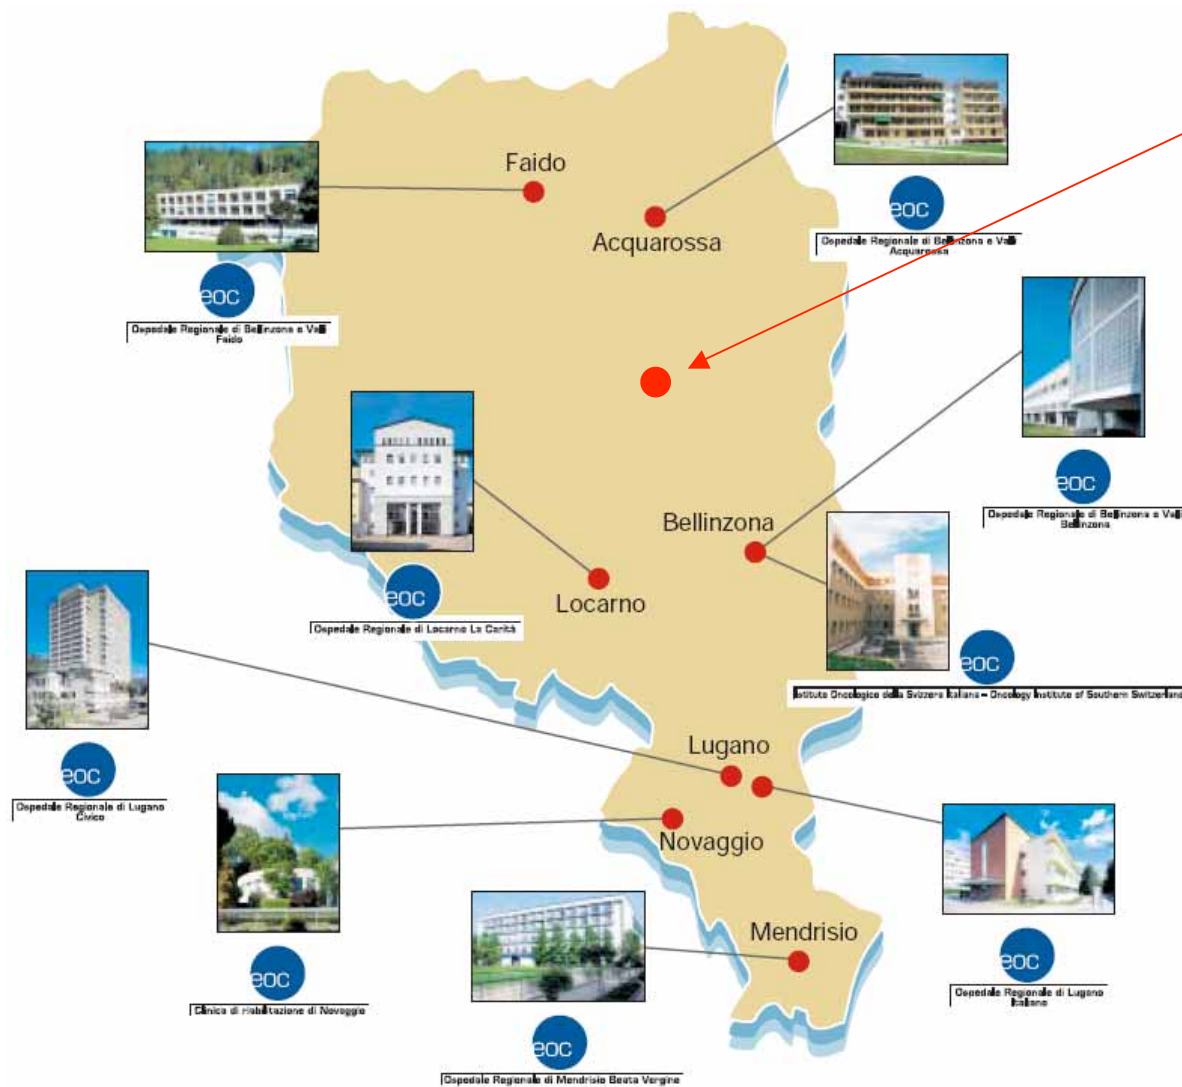 Faido
Acquarossa
eoc
Ospedale Regionale di Bellinzona e Valli
Acquarossa
eoc
Ospedale Regionale di Bellinzona e Valli
Faido
eoc
Ospedale Regionale di Bellinzona e Valli
Bellinzona
Bellinzona
Locarno
eoc
Ospedale Regionale di Locarno La Carità
eoc
Istituto Oncologico della Svizzera Italiana – Oncology Institute of Southern Switzerland
Lugano
eoc
Ospedale Regionale di Lugano
Civico
Novaggio
Mendrisio
eoc
Clinica di Riabilitazione di Novaggio
eoc
Ospedale Regionale di Lugano
Italiano
eoc
Ospedale Regionale di Mendrisio Beata Vergine